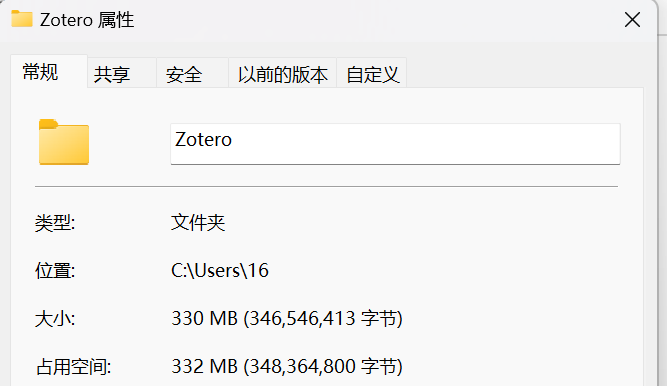 Zotero 属性
常规 共享 安全 以前的版本 自定义
Zotero
类型: 文件夹
位置: C:\Users\16
大小: 330 MB (346,546,413 字节)
占用空间: 332 MB (348,364,800 字节)